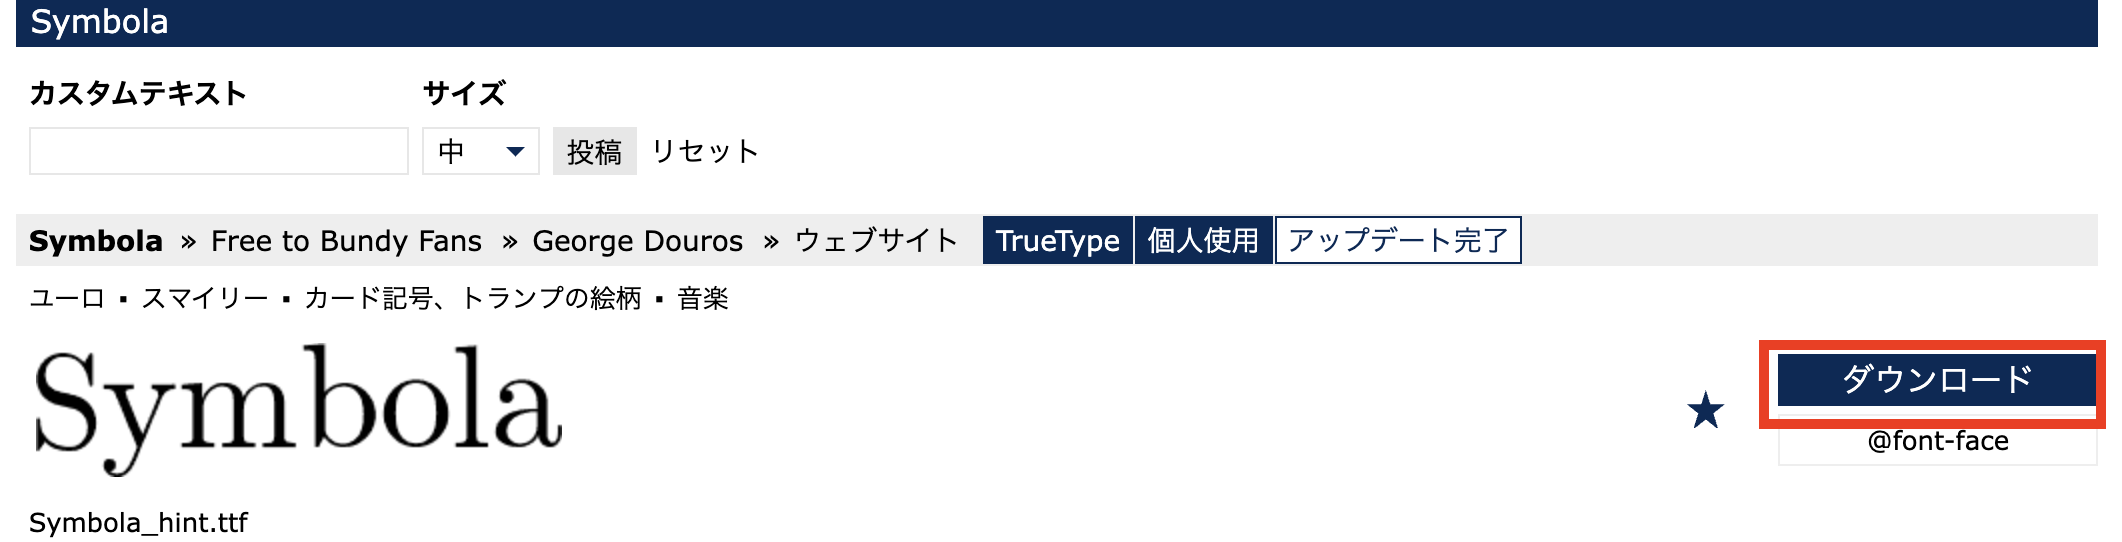 Symbola
カスタムテキスト サイズ
中 投稿 リセット
Symbola » Free to Bundy Fans » George Douros » ウェブサイト TrueType 個人使用 アップデート完了
ユーロ ▪ スマイリー ▪ カード記号、トランプの絵柄 ▪ 音楽
Symbola
ダウンロード
@font-face
Symbola_hint.ttf